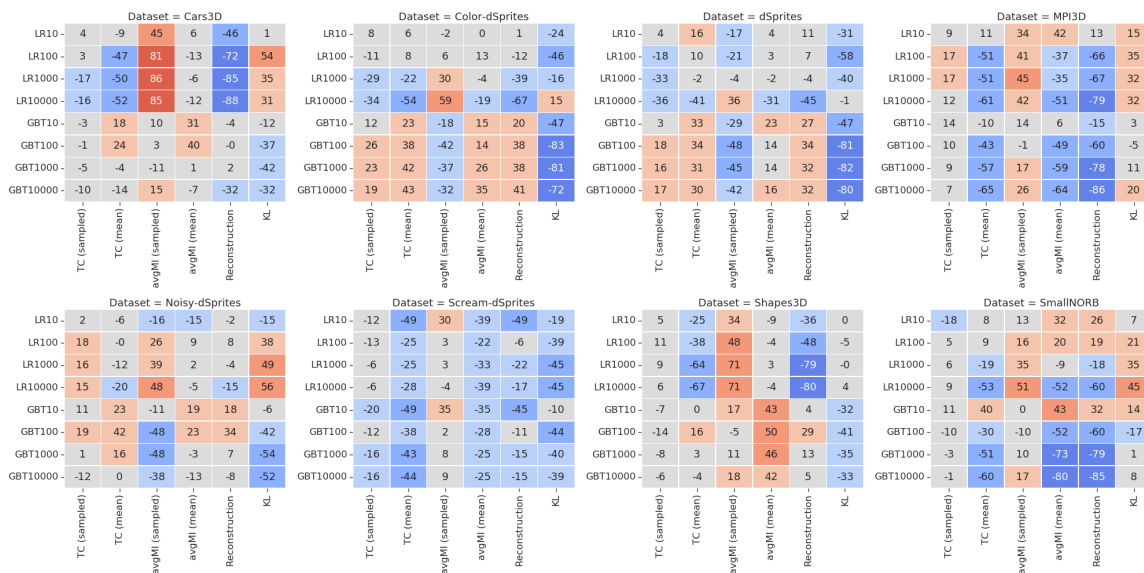 Dataset = Cars3D Dataset = Color-dSprites Dataset = dSprites Dataset = MPI3D
LR10 4 -9 45 6 -46 1 LR10 8 6 -2 0 1 -24 LR10 4 16 -17 4 11 -31 LR10 9 11 34 42 13 15
LR100 3 -47 81 -13 -72 54 LR100 -11 8 6 13 -12 -46 LR100 -18 10 -21 3 7 -58 LR100 17 -51 41 -37 -66 35
LR1000 -17 -50 86 -6 -85 35 LR1000 -29 -22 30 -4 -39 -16 LR1000 -33 -2 -4 -2 -4 -40 LR1000 17 -51 45 -35 -67 32
LR10000 -16 -52 85 -12 -88 31 LR10000 -34 -54 59 -19 -67 15 LR10000 -36 -41 36 -31 -45 -1 LR10000 12 -61 42 -51 -79 32
GBT10 -3 18 10 31 -4 -12 GBT10 12 23 -18 15 20 -47 GBT10 3 33 -29 23 27 -47 GBT10 14 -10 14 6 -15 3
GBT100 -1 24 3 40 -0 -37 GBT100 26 38 -42 14 38 -83 GBT100 18 34 -48 14 34 -81 GBT100 10 -43 -1 -49 -60 -5
GBT1000 -5 -4 -11 1 2 -42 GBT1000 23 42 -37 26 38 -81 GBT1000 16 31 -45 14 32 -82 GBT1000 9 -57 17 -59 -78 11
GBT10000 -10 -14 15 -7 -32 -32 GBT10000 19 43 -32 35 41 -72 GBT10000 17 30 -42 16 32 -80 GBT10000 7 -65 26 -64 -86 20
TC (sampled) TC (mean) avgMI (sampled) avgMI (mean) Reconstruction KL TC (sampled) TC (mean) avgMI (sampled) avgMI (mean) Reconstruction KL TC (sampled) TC (mean) avgMI (sampled) avgMI (mean) Reconstruction KL TC (sampled) TC (mean) avgMI (sampled) avgMI (mean) Reconstruction KL
Dataset = Noisy-dSprites Dataset = Scream-dSprites Dataset = Shapes3D Dataset = SmallNORB
LR10 2 -6 -16 -15 -2 -15 LR10 -12 -49 30 -39 -49 -19 LR10 5 -25 34 -9 -36 0 LR10 -18 8 13 32 26 7
LR100 18 -0 26 9 8 38 LR100 -13 -25 3 -22 -6 -39 LR100 11 -38 48 -4 -48 -5 LR100 5 9 16 20 19 21
LR1000 16 -12 39 2 -4 49 LR1000 -6 -25 3 -33 -22 -45 LR1000 9 -64 71 3 -79 -0 LR1000 6 -19 35 -9 -18 35
LR10000 15 -20 48 -5 -15 56 LR10000 -6 -28 -4 -39 -17 -45 LR10000 6 -67 71 -4 -80 4 LR10000 9 -53 51 -52 -60 45
GBT10 11 23 -11 19 18 -6 GBT10 -20 -49 35 -35 -45 -10 GBT10 -7 0 17 43 4 -32 GBT10 11 40 0 43 32 14
GBT100 19 42 -48 23 34 -42 GBT100 -12 -38 2 -28 -11 -44 GBT100 -14 16 -5 50 29 -41 GBT100 -10 -30 -10 -52 -60 -17
GBT1000 1 16 -48 -3 7 -54 GBT1000 -16 -43 8 -25 -15 -40 GBT1000 -8 3 11 46 13 -35 GBT1000 -3 -51 10 -73 -79 1
GBT10000 -12 0 -38 -13 -8 -52 GBT10000 -16 -44 9 -25 -15 -39 GBT10000 -6 -4 18 42 5 -33 GBT10000 -1 -60 17 -80 -85 8
TC (sampled) TC (mean) avgMI (sampled) avgMI (mean) Reconstruction KL TC (sampled) TC (mean) avgMI (sampled) avgMI (mean) Reconstruction KL TC (sampled) TC (mean) avgMI (sampled) avgMI (mean) Reconstruction KL TC (sampled) TC (mean) avgMI (sampled) avgMI (mean) Reconstruction KL